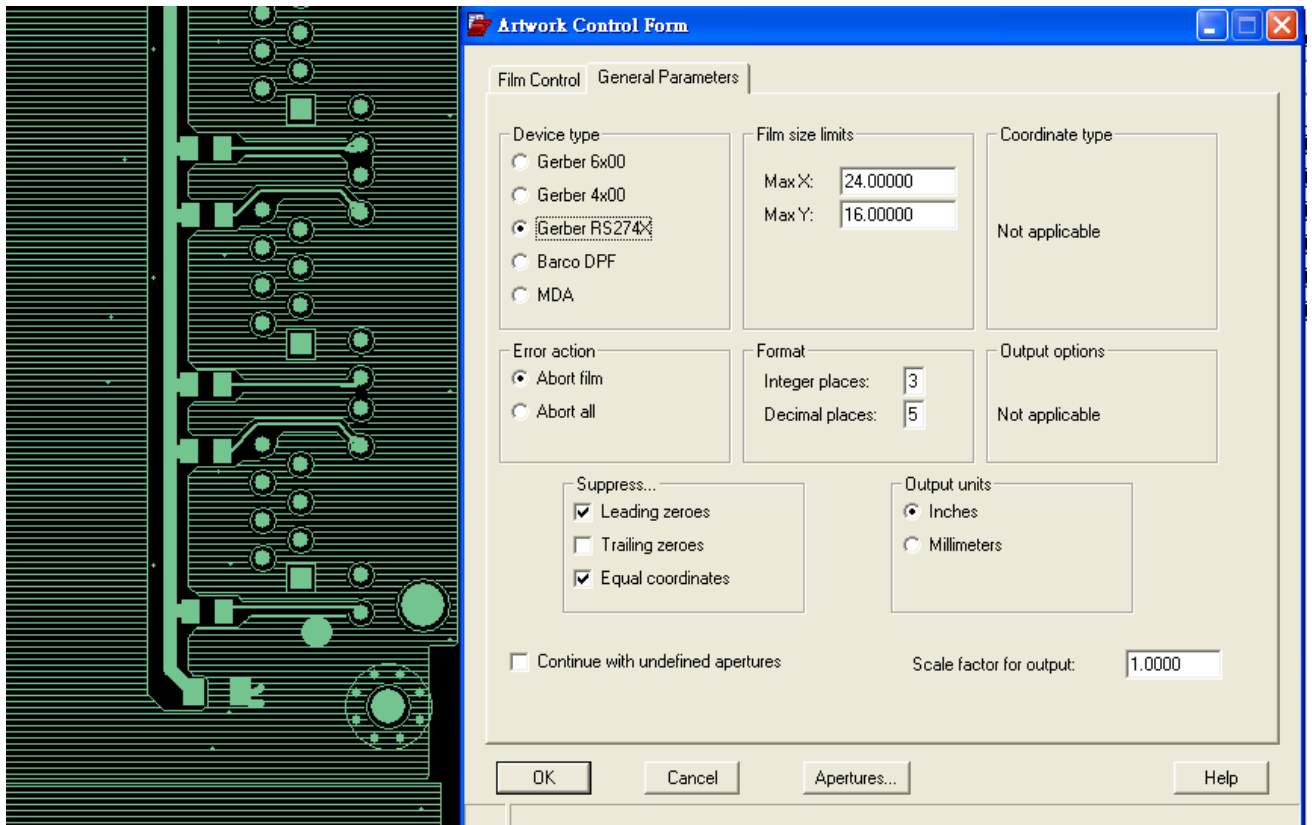 Artwork Control Form
Film Control
General Parameters
Device type
Gerber 6x00
Gerber 4x00
Gerber RS274X
Barco DPF
MDA
Film size limits
Max X: 24.00000
Max Y: 16.00000
Coordinate type
Not applicable
Error action
Abort film
Abort all
Format
Integer places: 3
Decimal places: 5
Output options
Not applicable
Suppress...
Leading zeroes
Trailing zeroes
Equal coordinates
Output units
Inches
Millimeters
Continue with undefined apertures
Scale factor for output: 1.0000
OK
Cancel
Apertures...
Help